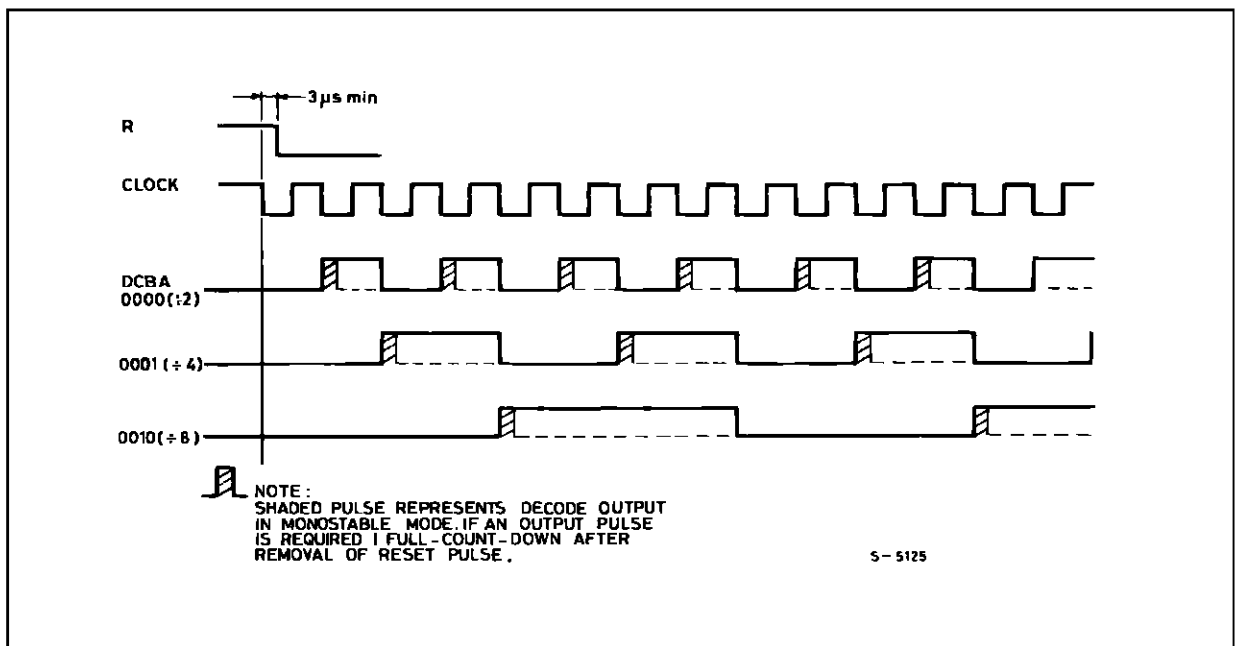 3µs min
R
CLOCK
DCBA
0000(:2)
0001(÷4)
0010(÷8)
NOTE:
SHADED PULSE REPRESENTS DECODE OUTPUT
IN MONOSTABLE MODE. IF AN OUTPUT PULSE
IS REQUIRED I FULL-COUNT-DOWN AFTER
REMOVAL OF RESET PULSE.
S-5125